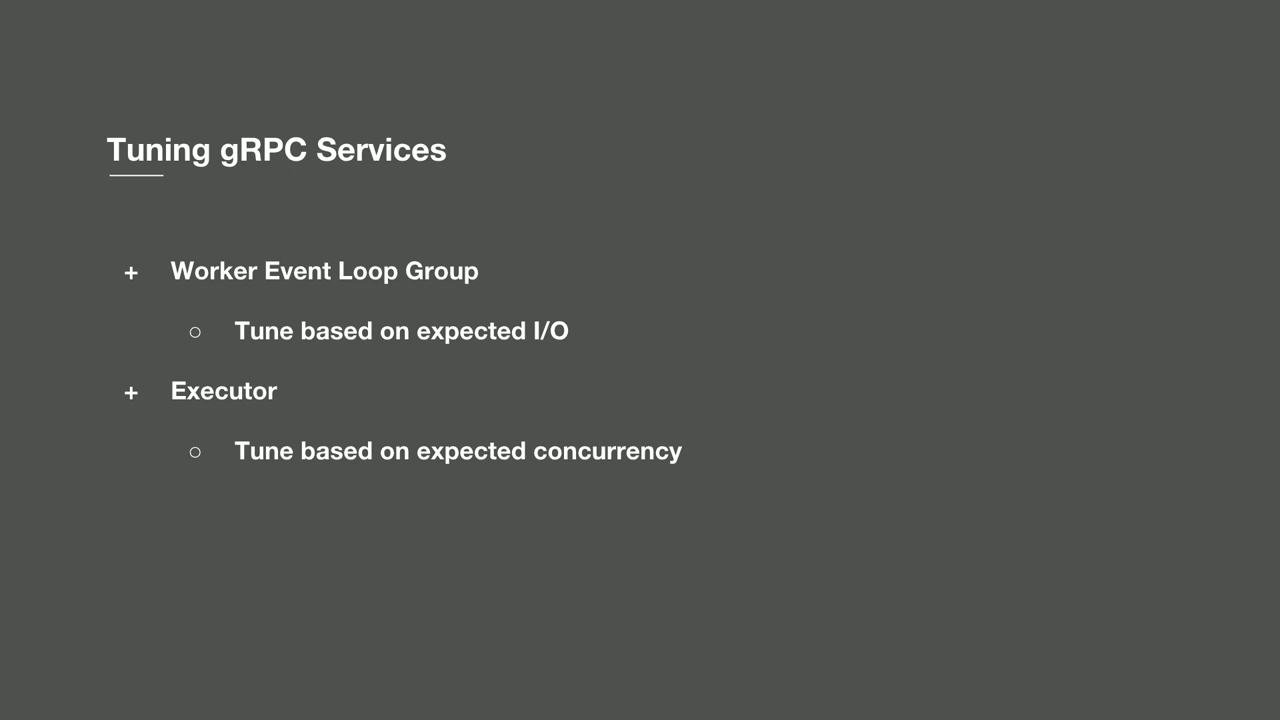 Tuning gRPC Services
+ Worker Event Loop Group
○ Tune based on expected I/O
+ Executor
○ Tune based on expected concurrency